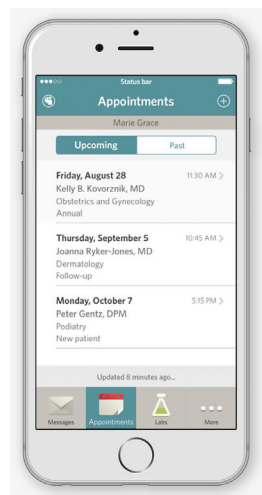 Status bar
Appointments
Marie Grace
Upcoming Past
Friday, August 28 11:30 AM
Kelly B. Kovorznik, MD
Obstetrics and Gynecology
Annual
Thursday, September 5 10:45 AM
Joanna Ryker-Jones, MD
Dermatology
Follow-up
Monday, October 7 5:15 PM
Peter Gentz, DPM
Podiatry
New patient
Updated 8 minutes ago...
Messages Appointments Labs More